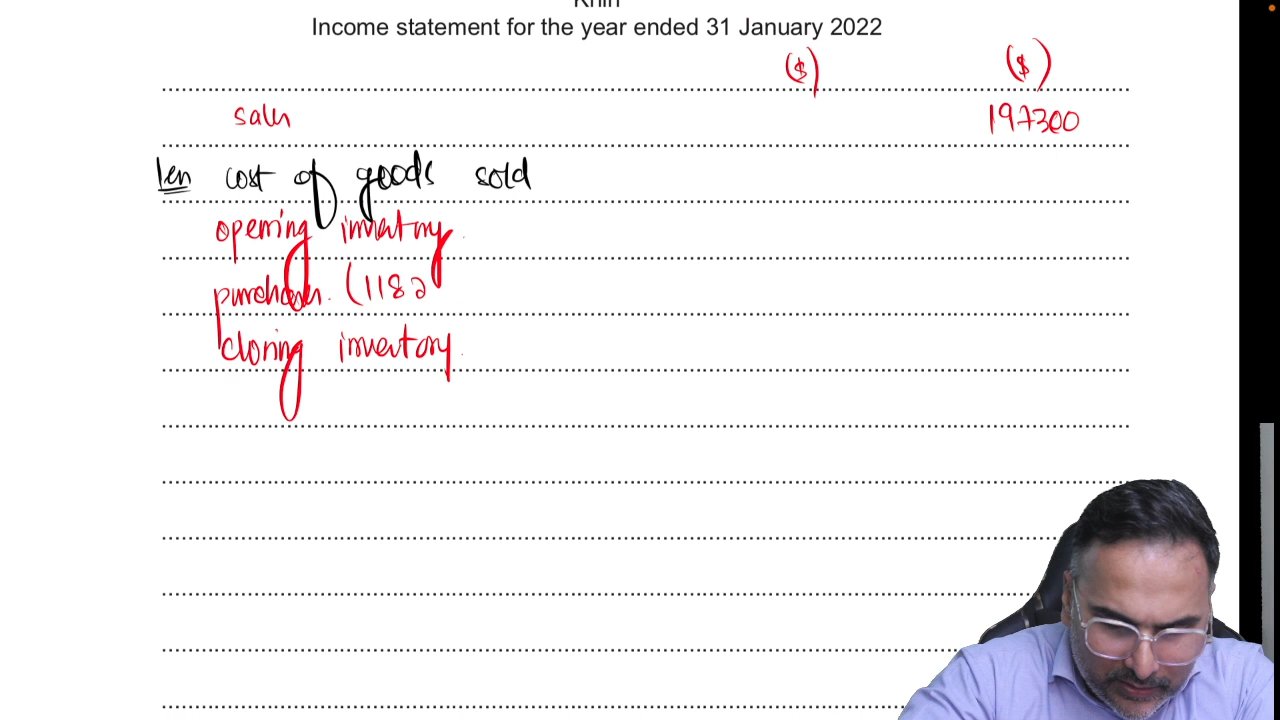 Khin
Income statement for the year ended 31 January 2022
($) ($)
sales 197300
less cost of goods sold
opening inventory.
purchases. (1182
closing inventory.